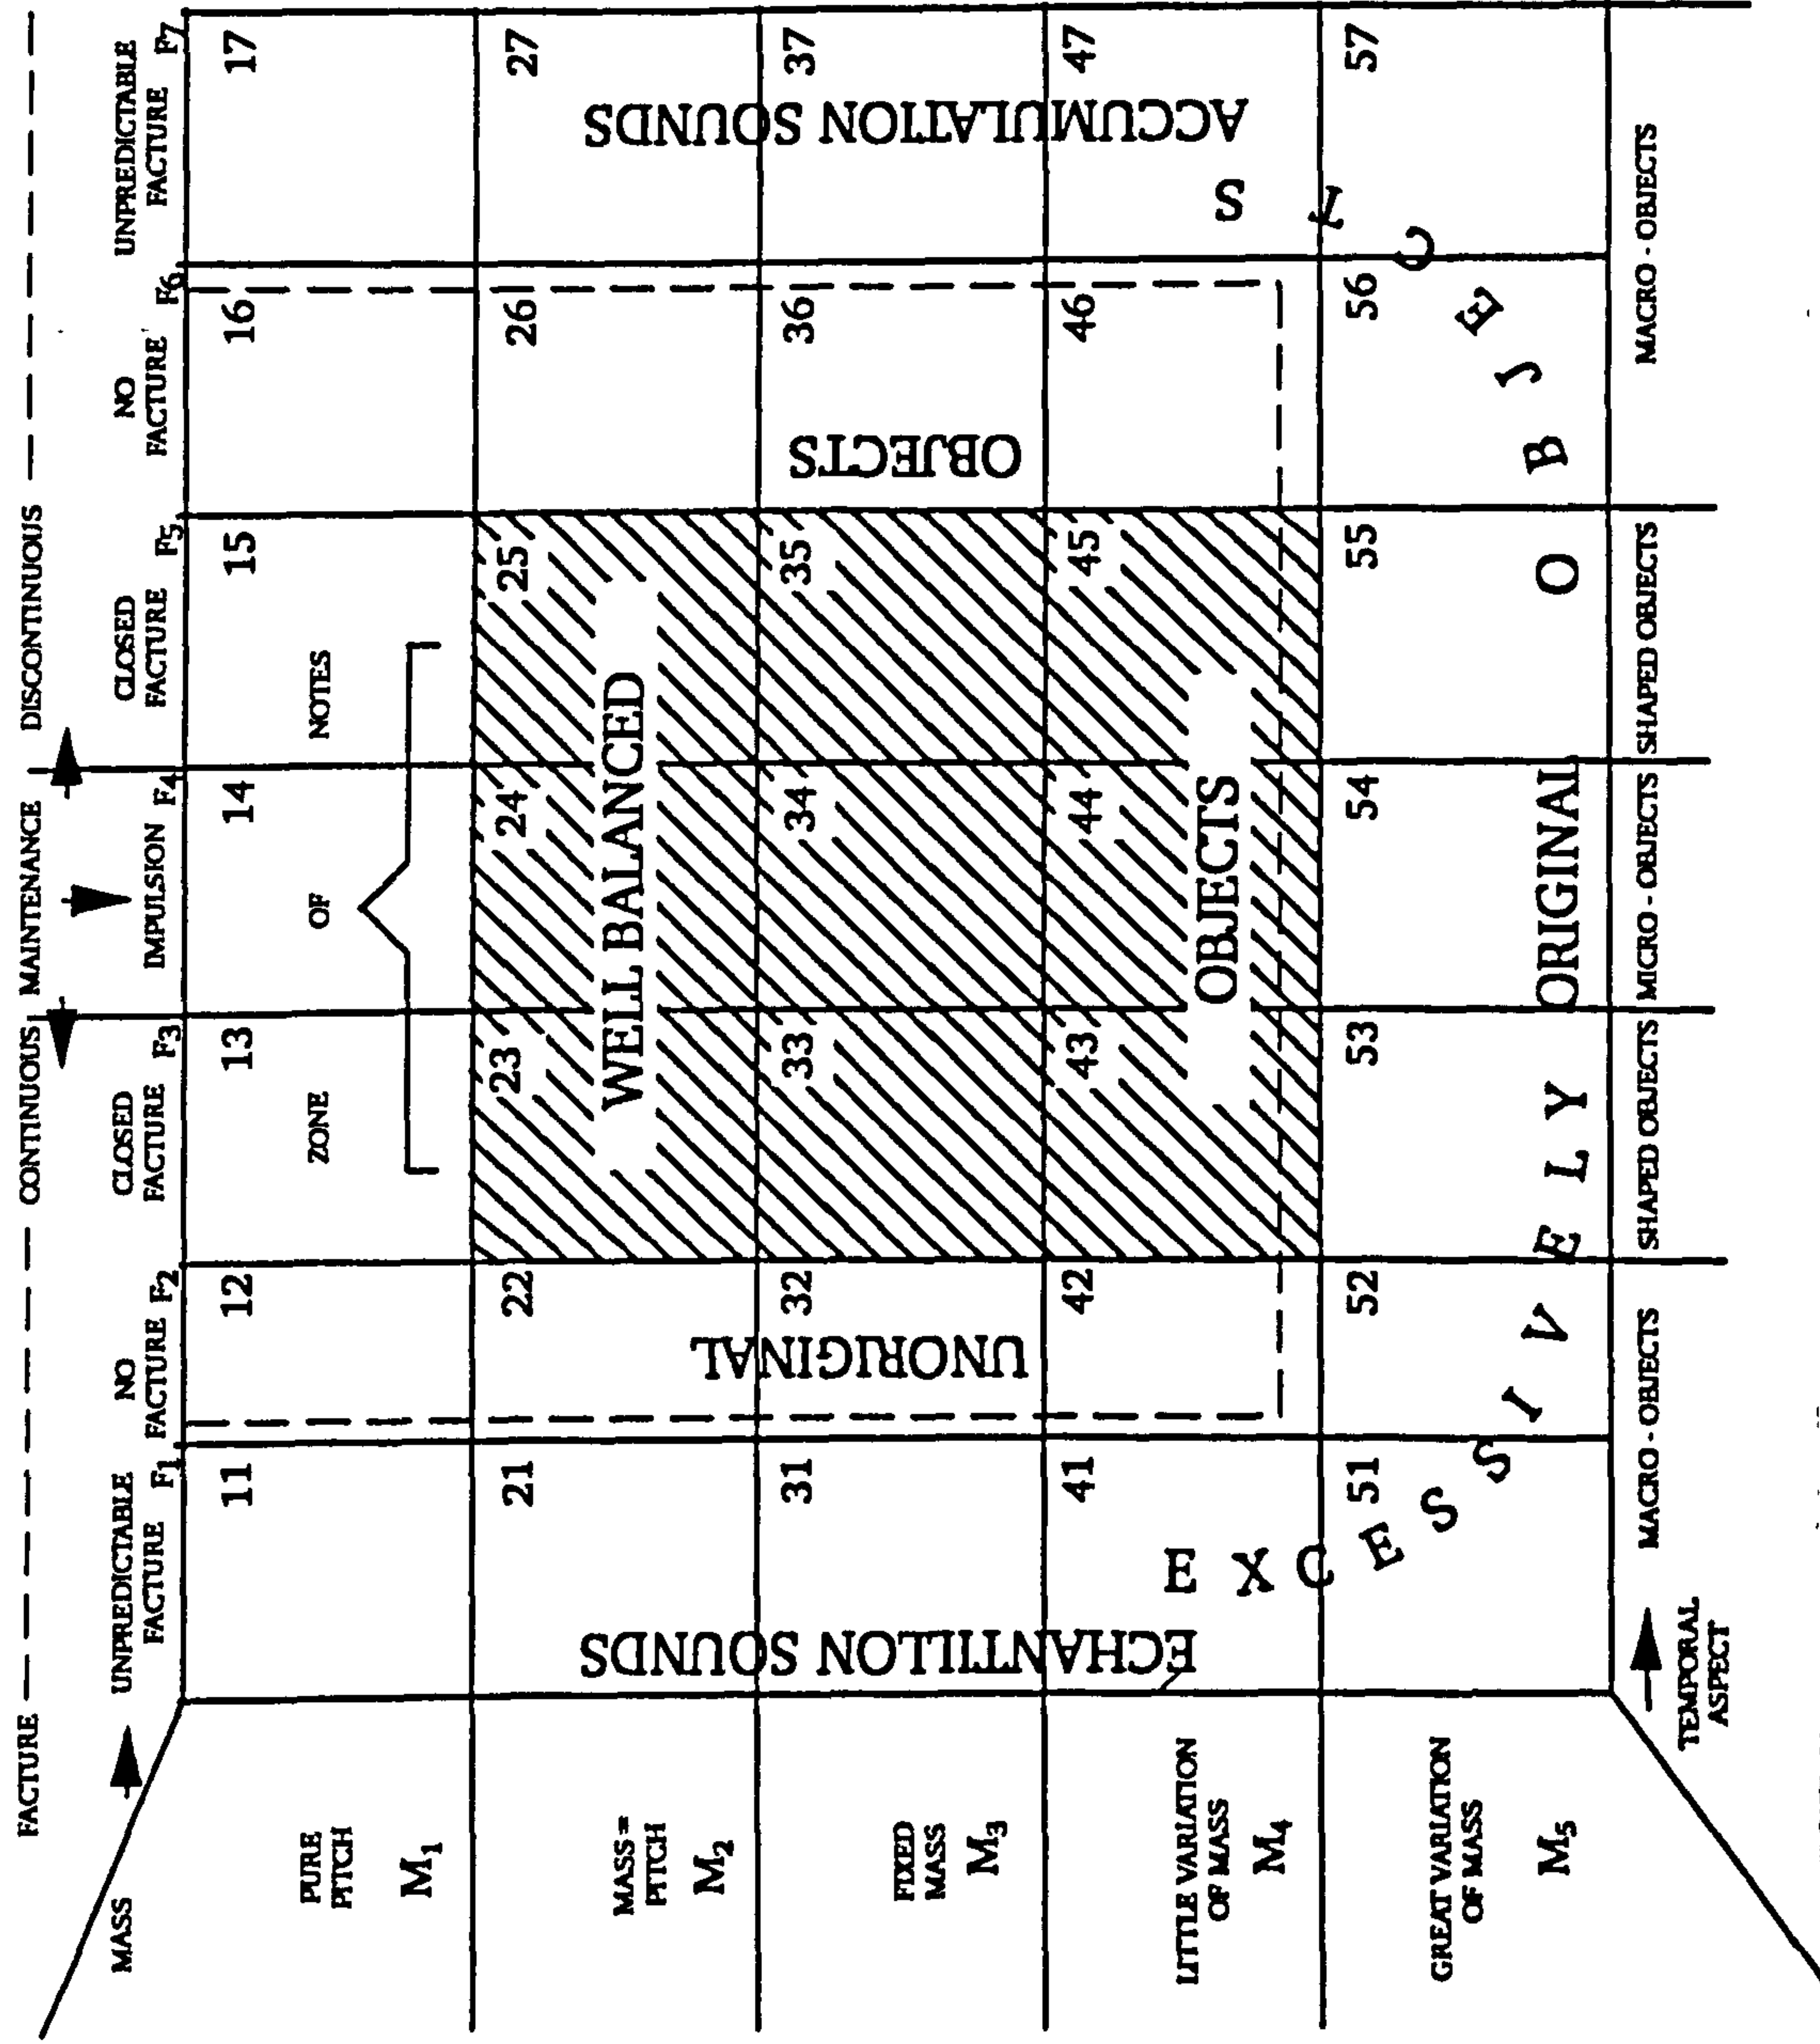 FACTURE
CONTINUOUS
MAINTENANCE
DISCONTINUOUS
MASS
UNPREDICTABLE FACTURE F1
NO FACTURE F2
CLOSED FACTURE F3
IMPULSION F4
CLOSED FACTURE F5
NO FACTURE F6
UNPREDICTABLE FACTURE F7
PURE PITCH M1
11 12 13 14 15 16 17
ZONE OF NOTES
MASS = PITCH M2
21 22 23 24 25 26 27
WELL BALANCED
FIXED MASS M3
31 32 33 34 35 36 37
LITTLE VARIATION OF MASS M4
41 42 43 44 45 46 47
OBJECTS
GREAT VARIATION OF MASS M5
51 52 53 54 55 56 57
ECHANTILLON SOUNDS
UNORIGINAL
OBJECTS
ACCUMULATION SOUNDS
EXCESSIVELY ORIGINAL OBJECTS
TEMPORAL ASPECT
MACRO - OBJECTS
SHAPED OBJECTS
MICRO - OBJECTS
SHAPED OBJECTS
MACRO - OBJECTS